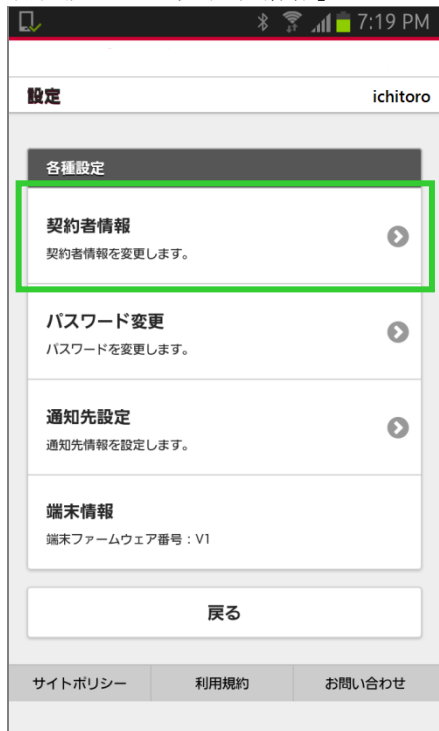 7:19 PM
設定 ichitoro
各種設定
契約者情報
契約者情報を変更します。
パスワード変更
パスワードを変更します。
通知先設定
通知先情報を設定します。
端末情報
端末ファームウェア番号：V1
戻る
サイトポリシー 利用規約 お問い合わせ